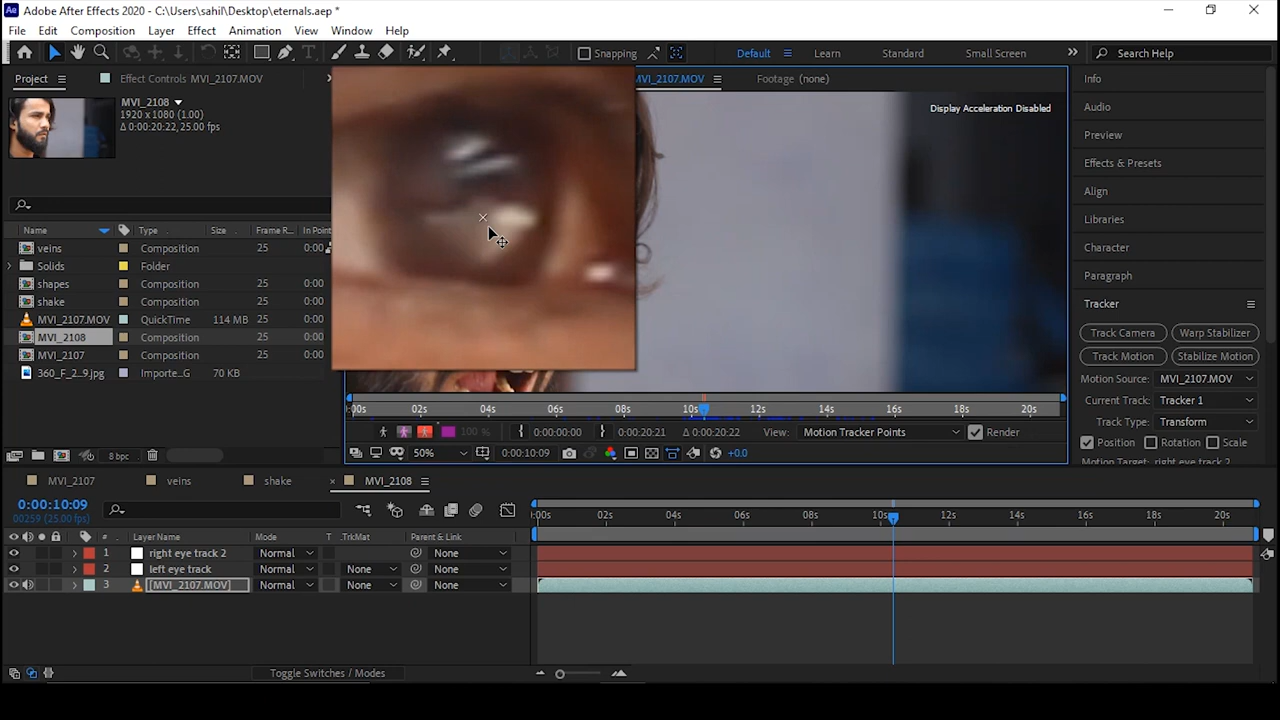 Adobe After Effects 2020 - C:\Users\sahil\Desktop\eternals.aep *
File Edit Composition Layer Effect Animation View Window Help
Snapping Default Learn Standard Small Screen Search Help
Project Effect Controls MVI_2107.MOV MVI_2107.MOV Footage (none)
MVI_2108
1920 x 1080 (1.00)
Δ 0:00:20:22, 25.00 fps
Display Acceleration Disabled
Name Type Size Frame R... In Point
veins Composition 25 0:00
Solids Folder
shapes Composition 25 0:00
shake Composition 25 0:00
MVI_2107.MOV QuickTime 114 MB 25 0:00
MVI_2108 Composition 25 0:00
MVI_2107 Composition 25 0:00
360_F_2...9.jpg Importe...G 70 KB
8 bpc
:00s 02s 04s 06s 08s 10s 12s 14s 16s 18s 20s
100 % 0:00:00:00 0:00:20:21 Δ 0:00:20:22 View: Motion Tracker Points Render
50% 0:00:10:09 +0.0
Info
Audio
Preview
Effects & Presets
Align
Libraries
Character
Paragraph
Tracker
Track Camera Warp Stabilizer
Track Motion Stabilize Motion
Motion Source: MVI_2107.MOV
Current Track: Tracker 1
Track Type: Transform
Position Rotation Scale
Motion Target: right eye track 2
MVI_2107 veins shake MVI_2108
0:00:10:09
00259 (25.00 fps)
:00s 02s 04s 06s 08s 10s 12s 14s 16s 18s 20s
# Layer Name Mode T .TrkMat Parent & Link
1 right eye track 2 Normal None
2 left eye track Normal None None
3 [MVI_2107.MOV] Normal None None
Toggle Switches / Modes